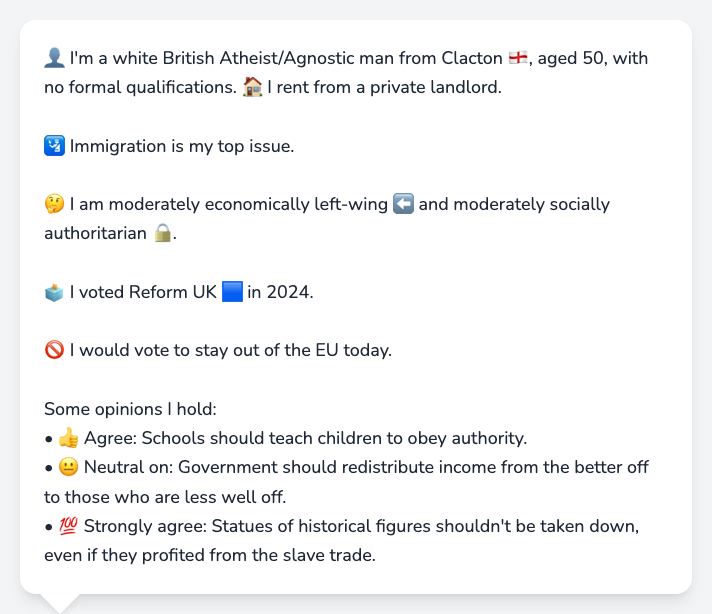 👤 I'm a white British Atheist/Agnostic man from Clacton 🏴󠁧󠁢󠁥󠁮󠁧󠁿, aged 50, with
no formal qualifications. 🏠 I rent from a private landlord.
🛂 Immigration is my top issue.
🤔 I am moderately economically left-wing ⬅️ and moderately socially
authoritarian 🔒.
🗳️ I voted Reform UK 🟦 in 2024.
🚫 I would vote to stay out of the EU today.
Some opinions I hold:
• 👍 Agree: Schools should teach children to obey authority.
• 😐 Neutral on: Government should redistribute income from the better off
to those who are less well off.
• 💯 Strongly agree: Statues of historical figures shouldn't be taken down,
even if they profited from the slave trade.